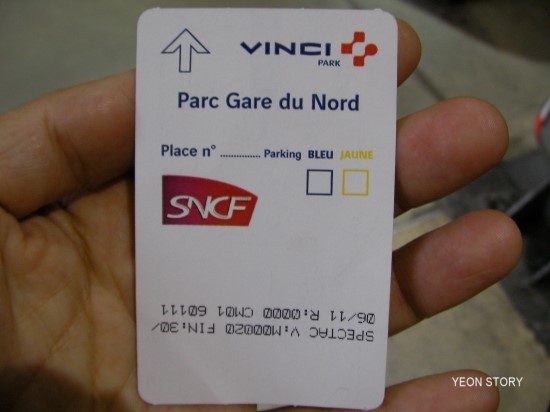 VINCI
PARK
Parc Gare du Nord
Place n° ............... Parking BLEU JAUNE
SNCF
SPECTAC V:M00020 FIN:30/
06/11 R:0000 CM01 60111
YEON STORY